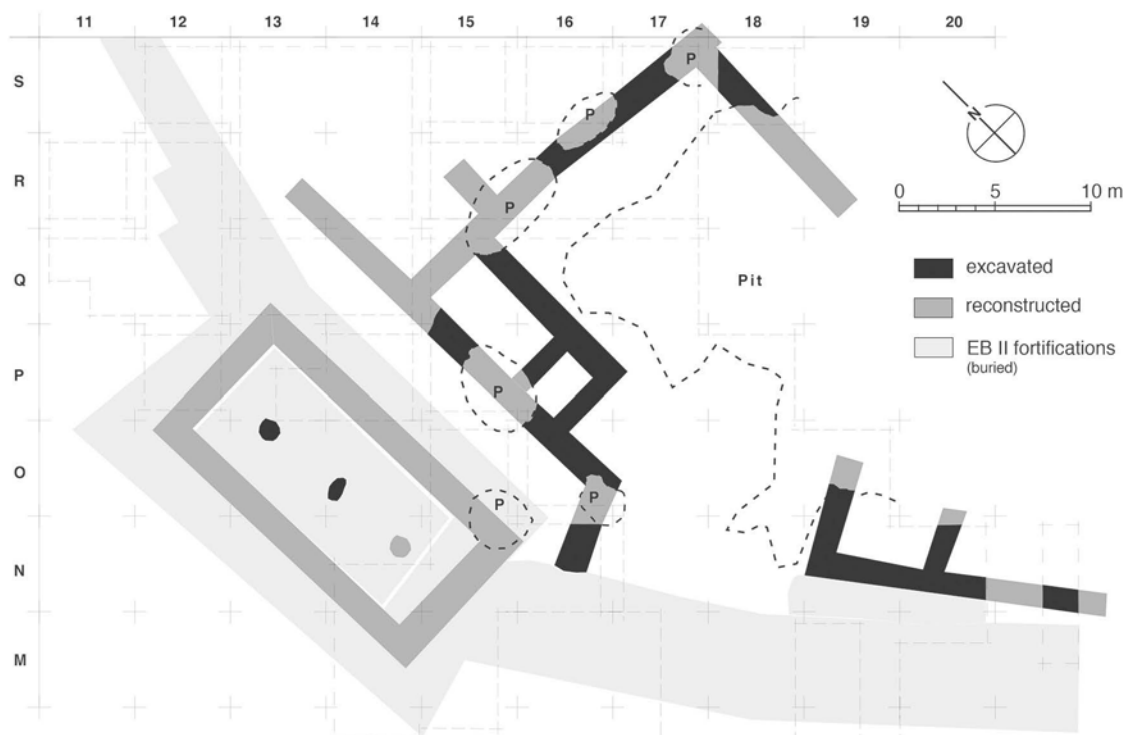 11 12 13 14 15 16 17 18 19 20
S
R
Q
P
O
N
M
P
P
P
P
P
P
Pit
N
0 5 10 m
excavated
reconstructed
EB II fortifications
(buried)